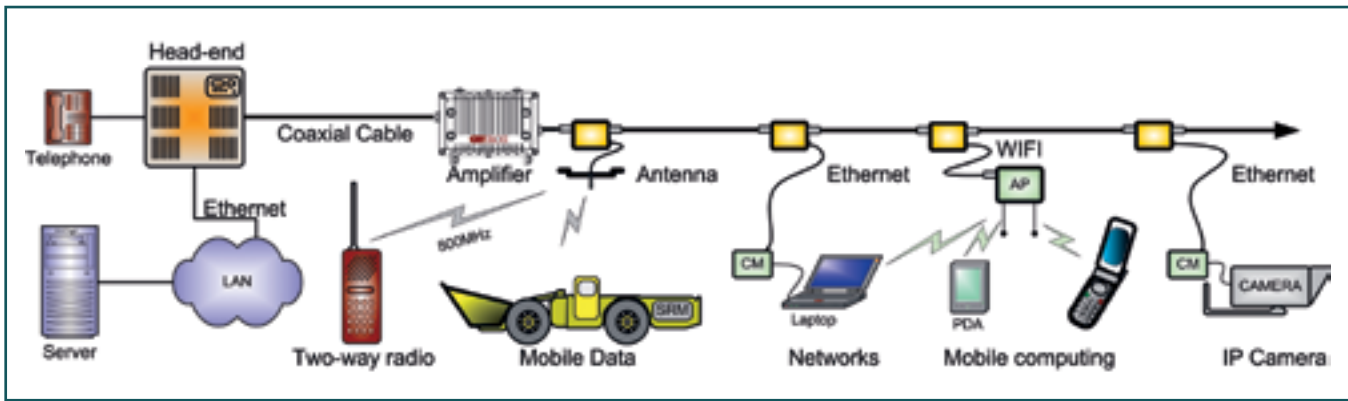 Head-end
Telephone
Coaxial Cable
Amplifier
Antenna
Ethernet
WIFI
AP
Ethernet
Ethernet
LAN
Server
800MHz
Two-way radio
SRM
Mobile Data
CM
Laptop
Networks
PDA
Mobile computing
CM
CAMERA
IP Camera